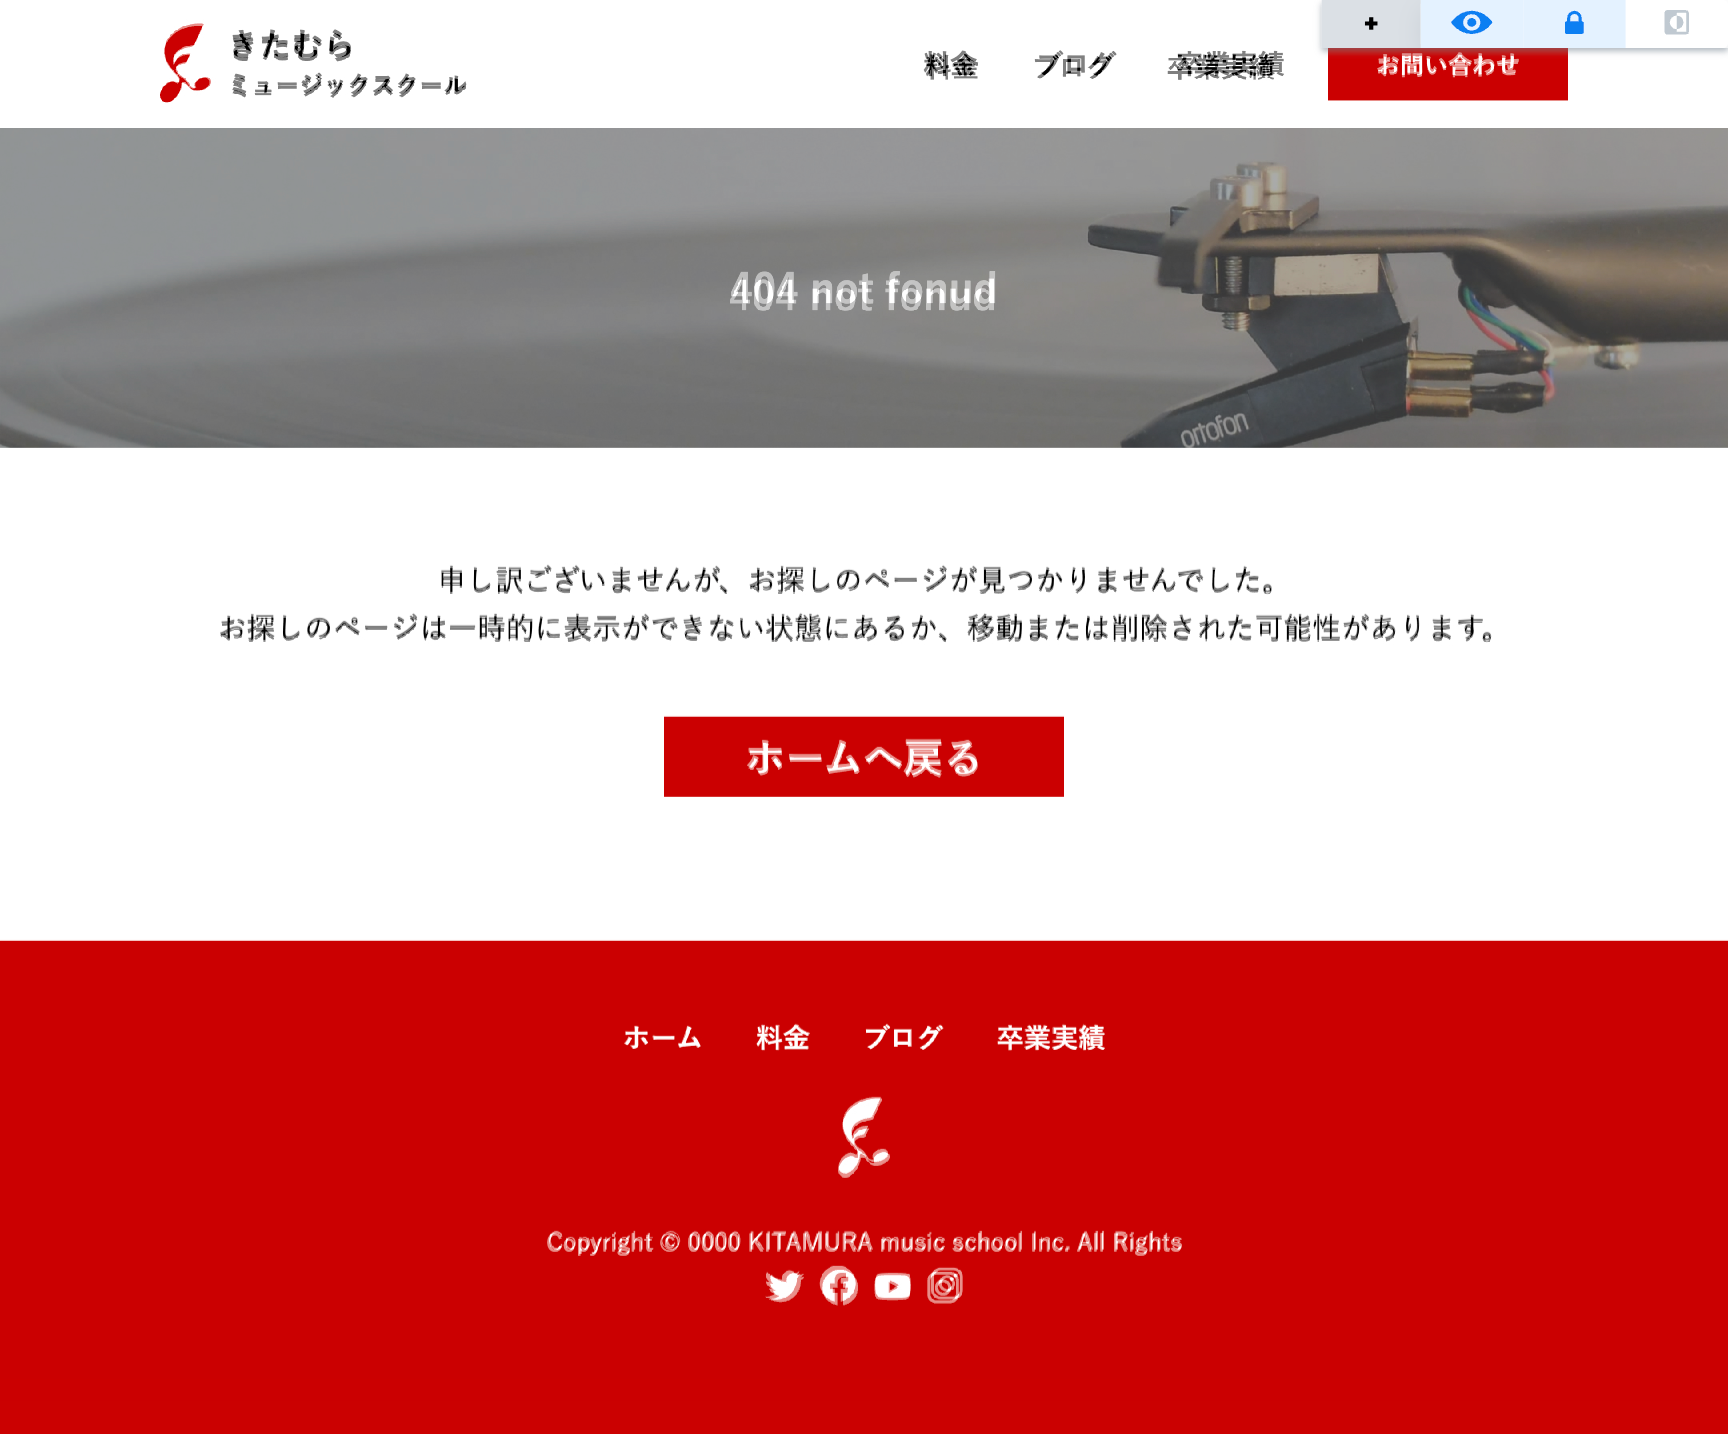 きたむら
ミュージックスクール
料金 ブログ 卒業実績 お問い合わせ
404 not fonud
ortofon
申し訳ございませんが、お探しのページが見つかりませんでした。
お探しのページは一時的に表示ができない状態にあるか、移動または削除された可能性があります。
ホームへ戻る
ホーム 料金 ブログ 卒業実績
Copyright © 0000 KITAMURA music school Inc. All Rights